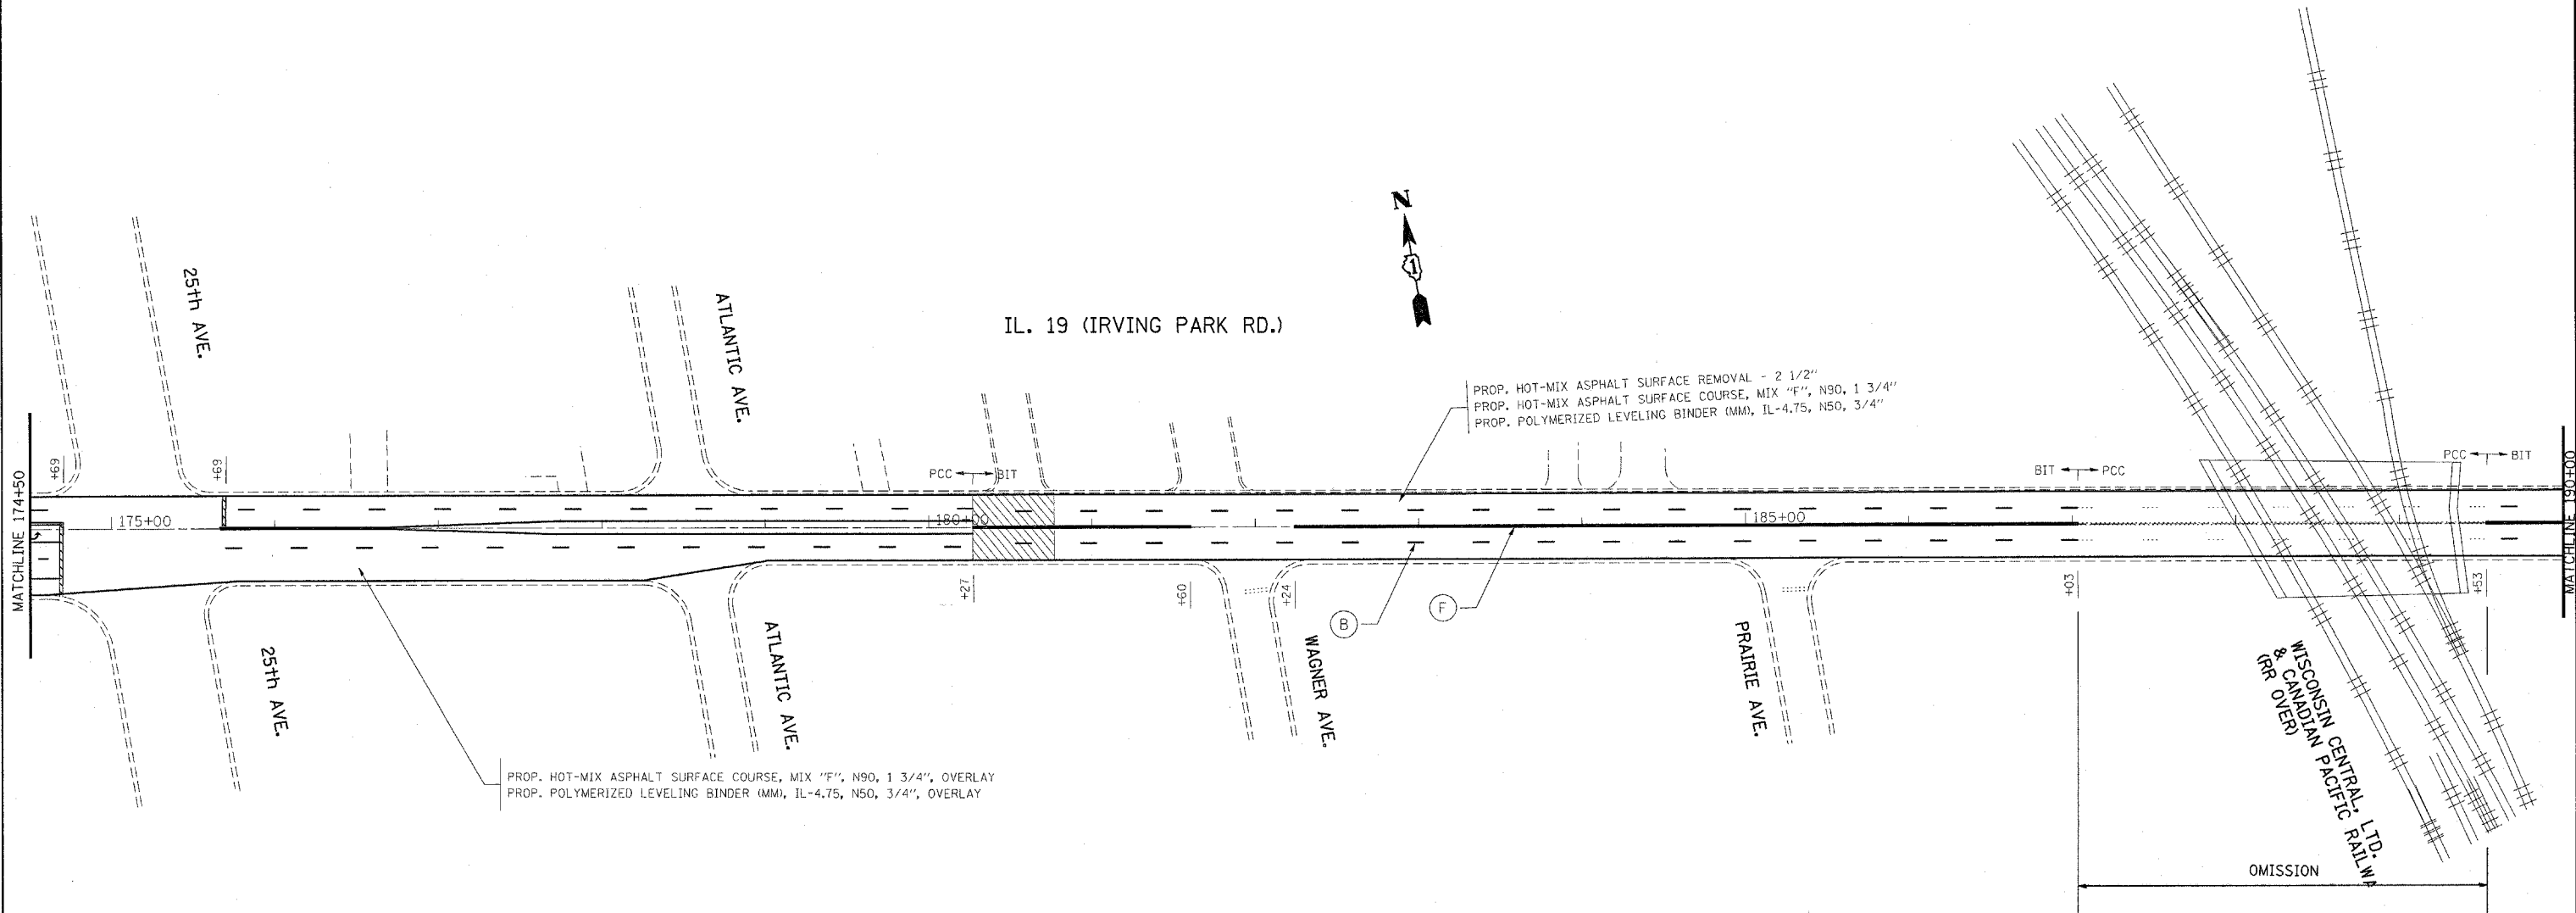 N
1
25th AVE.
ATLANTIC AVE.
IL. 19 (IRVING PARK RD.)
PROP. HOT-MIX ASPHALT SURFACE REMOVAL - 2 1/2"
PROP. HOT-MIX ASPHALT SURFACE COURSE, MIX "F", N90, 1 3/4"
PROP. POLYMERIZED LEVELING BINDER (MM), IL-4.75, N50, 3/4"
MATCHLINE 174+50
+69
+69
PCC BIT
BIT PCC
PCC BIT
MATCHLINE 190+00
175+00
180+00
185+00
+27
+60
+24
+03
+53
B
F
25th AVE.
ATLANTIC AVE.
WAGNER AVE.
PRAIRIE AVE.
WISCONSIN CENTRAL, LTD.
& CANADIAN PACIFIC RAILWA
(RR OVER)
PROP. HOT-MIX ASPHALT SURFACE COURSE, MIX "F", N90, 1 3/4", OVERLAY
PROP. POLYMERIZED LEVELING BINDER (MM), IL-4.75, N50, 3/4", OVERLAY
OMISSION